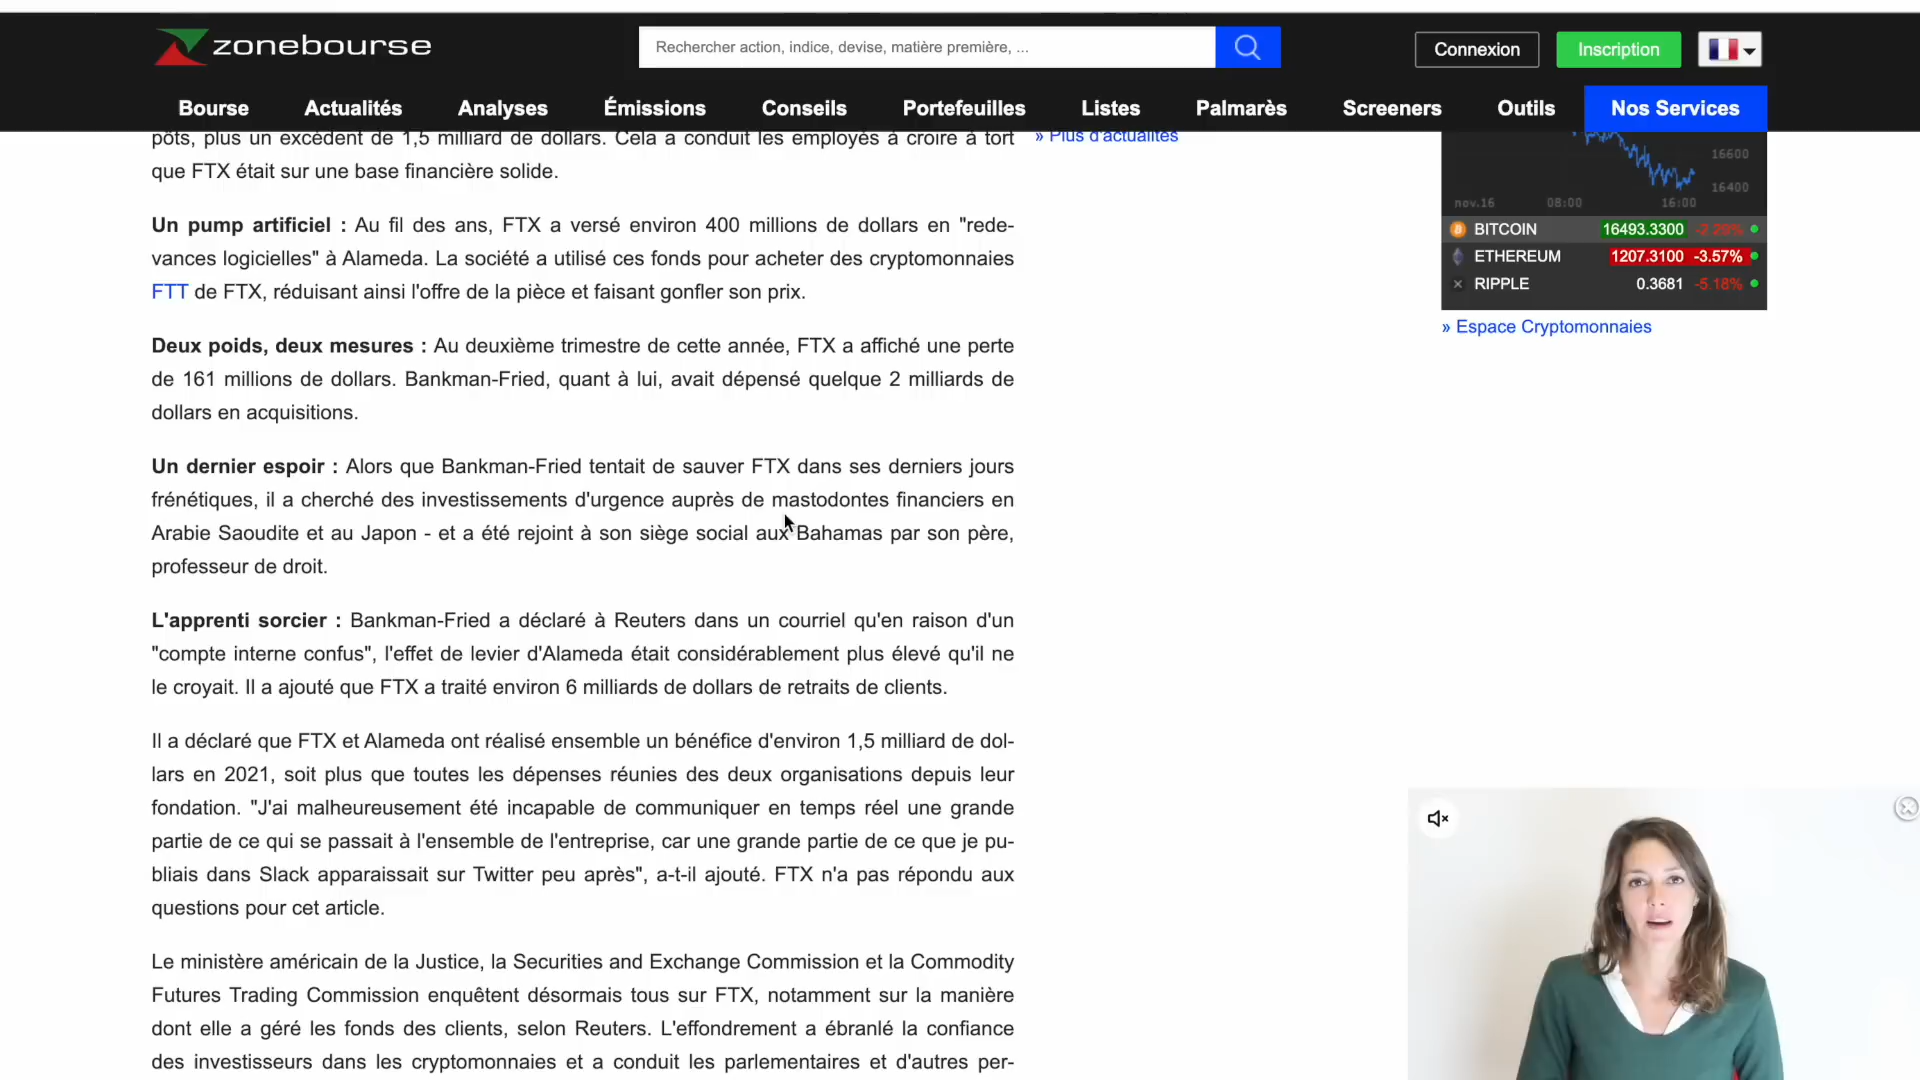 zonebourse
Rechercher action, indice, devise, matière première, ...
Connexion
Inscription
Bourse Actualités Analyses Émissions Conseils Portefeuilles Listes Palmarès Screeners Outils Nos Services
pôts, plus un excédent de 1,5 milliard de dollars. Cela a conduit les employés à croire à tort
que FTX était sur une base financière solide.
Un pump artificiel : Au fil des ans, FTX a versé environ 400 millions de dollars en "rede-
vances logicielles" à Alameda. La société a utilisé ces fonds pour acheter des cryptomonnaies
FTT de FTX, réduisant ainsi l'offre de la pièce et faisant gonfler son prix.
Deux poids, deux mesures : Au deuxième trimestre de cette année, FTX a affiché une perte
de 161 millions de dollars. Bankman-Fried, quant à lui, avait dépensé quelque 2 milliards de
dollars en acquisitions.
Un dernier espoir : Alors que Bankman-Fried tentait de sauver FTX dans ses derniers jours
frénétiques, il a cherché des investissements d'urgence auprès de mastodontes financiers en
Arabie Saoudite et au Japon - et a été rejoint à son siège social aux Bahamas par son père,
professeur de droit.
L'apprenti sorcier : Bankman-Fried a déclaré à Reuters dans un courriel qu'en raison d'un
"compte interne confus", l'effet de levier d'Alameda était considérablement plus élevé qu'il ne
le croyait. Il a ajouté que FTX a traité environ 6 milliards de dollars de retraits de clients.
Il a déclaré que FTX et Alameda ont réalisé ensemble un bénéfice d'environ 1,5 milliard de dol-
lars en 2021, soit plus que toutes les dépenses réunies des deux organisations depuis leur
fondation. "J'ai malheureusement été incapable de communiquer en temps réel une grande
partie de ce qui se passait à l'ensemble de l'entreprise, car une grande partie de ce que je pu-
bliais dans Slack apparaissait sur Twitter peu après", a-t-il ajouté. FTX n'a pas répondu aux
questions pour cet article.
Le ministère américain de la Justice, la Securities and Exchange Commission et la Commodity
Futures Trading Commission enquêtent désormais tous sur FTX, notamment sur la manière
dont elle a géré les fonds des clients, selon Reuters. L'effondrement a ébranlé la confiance
des investisseurs dans les cryptomonnaies et a conduit les parlementaires et d'autres per-
» Plus d'actualités
16600
16400
nov.16 08:00 16:00
BITCOIN 16493.3300 -2.29%
ETHEREUM 1207.3100 -3.57%
RIPPLE 0.3681 -5.18%
» Espace Cryptomonnaies